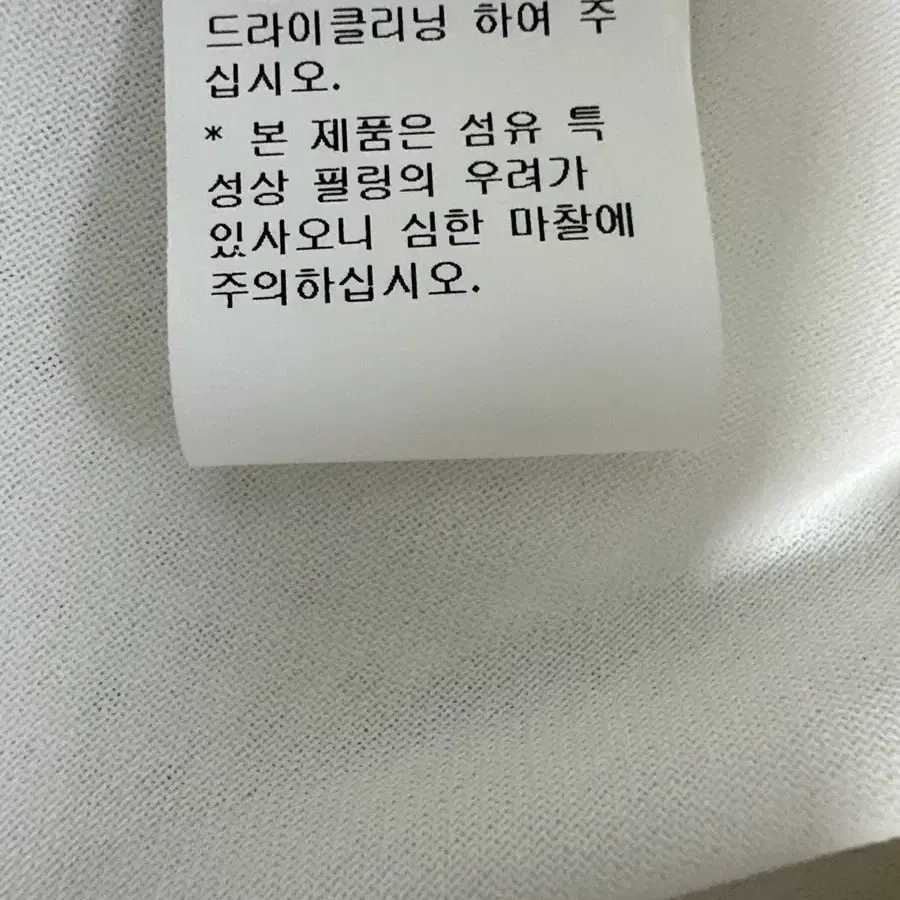 드라이클리닝 하여 주
십시오.
* 본 제품은 섬유 특
성상 필링의 우려가
있사오니 심한 마찰에
주의하십시오.